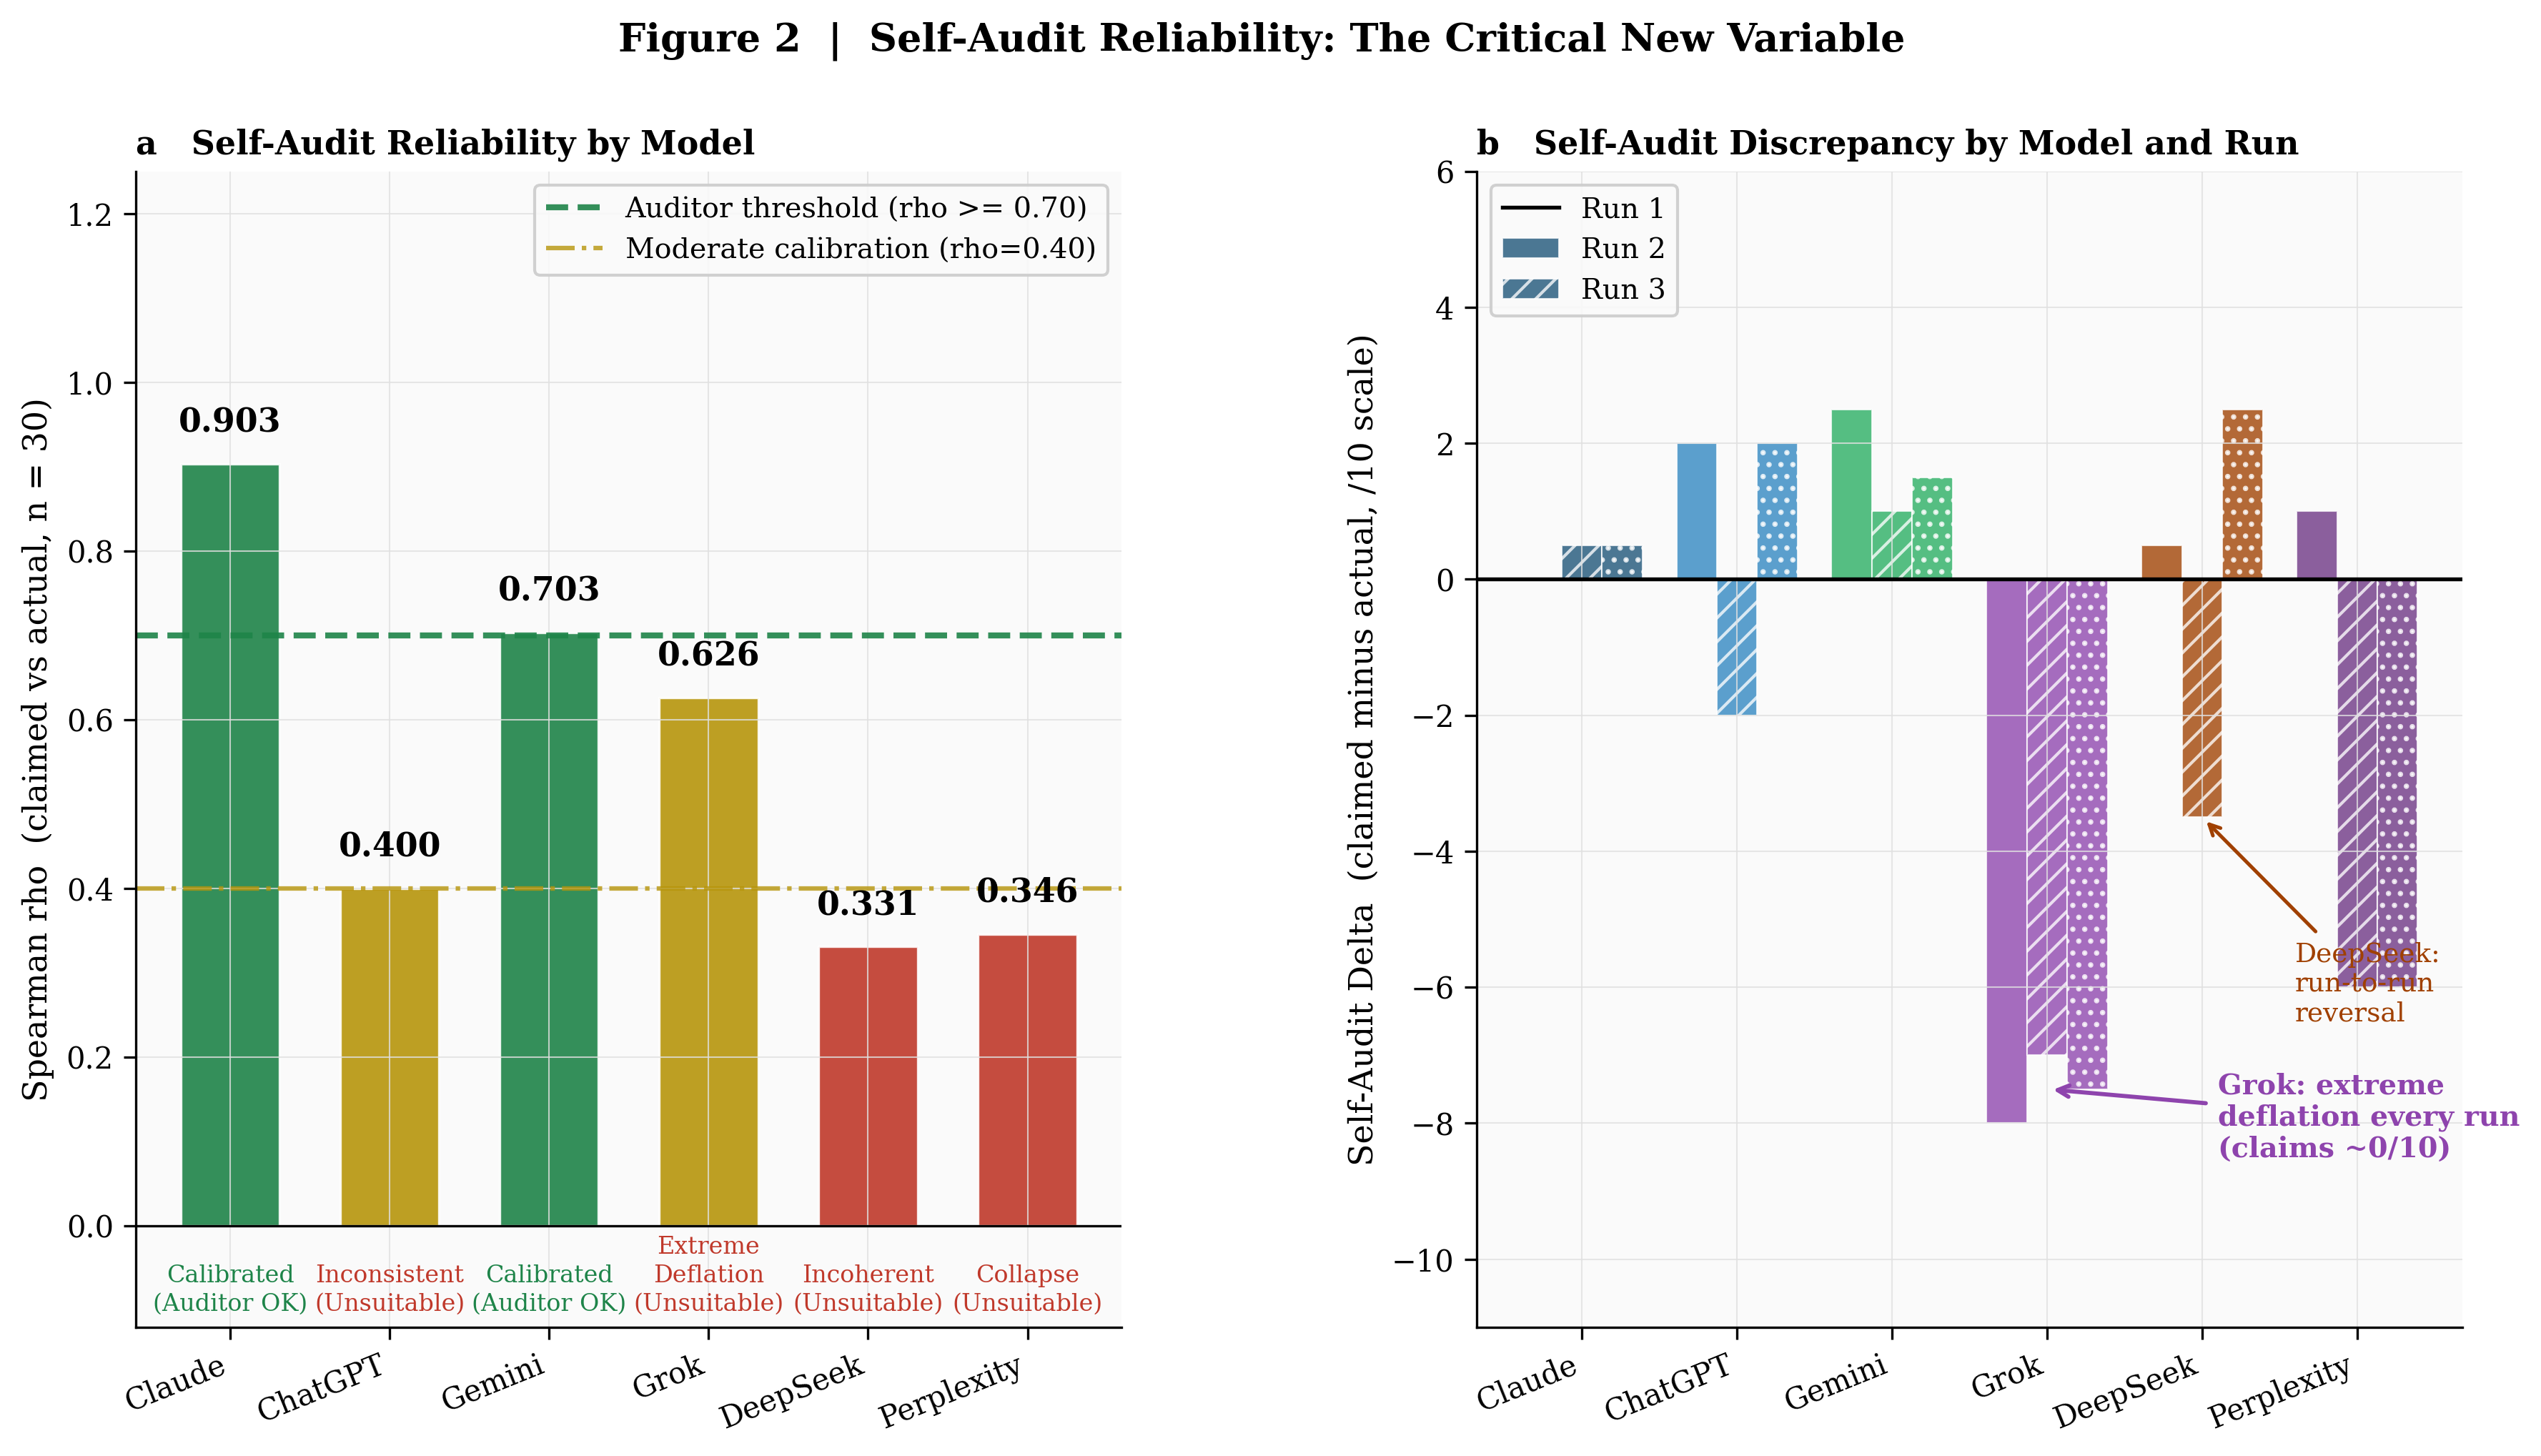 Figure 2 | Self-Audit Reliability: The Critical New Variable
a Self-Audit Reliability by Model
Spearman rho (claimed vs actual, n = 30)
1.2
1.0
0.8
0.6
0.4
0.2
0.0
Auditor threshold (rho >= 0.70)
Moderate calibration (rho=0.40)
0.903
0.400
0.703
0.626
0.331
0.346
Calibrated
(Auditor OK)
Inconsistent
(Unsuitable)
Calibrated
(Auditor OK)
Extreme
Deflation
(Unsuitable)
Incoherent
(Unsuitable)
Collapse
(Unsuitable)
Claude
ChatGPT
Gemini
Grok
DeepSeek
Perplexity
b Self-Audit Discrepancy by Model and Run
Self-Audit Delta (claimed minus actual, /10 scale)
6
4
2
0
−2
−4
−6
−8
−10
Run 1
Run 2
Run 3
DeepSeek:
run-to-run
reversal
Grok: extreme
deflation every run
(claims ~0/10)
Claude
ChatGPT
Gemini
Grok
DeepSeek
Perplexity